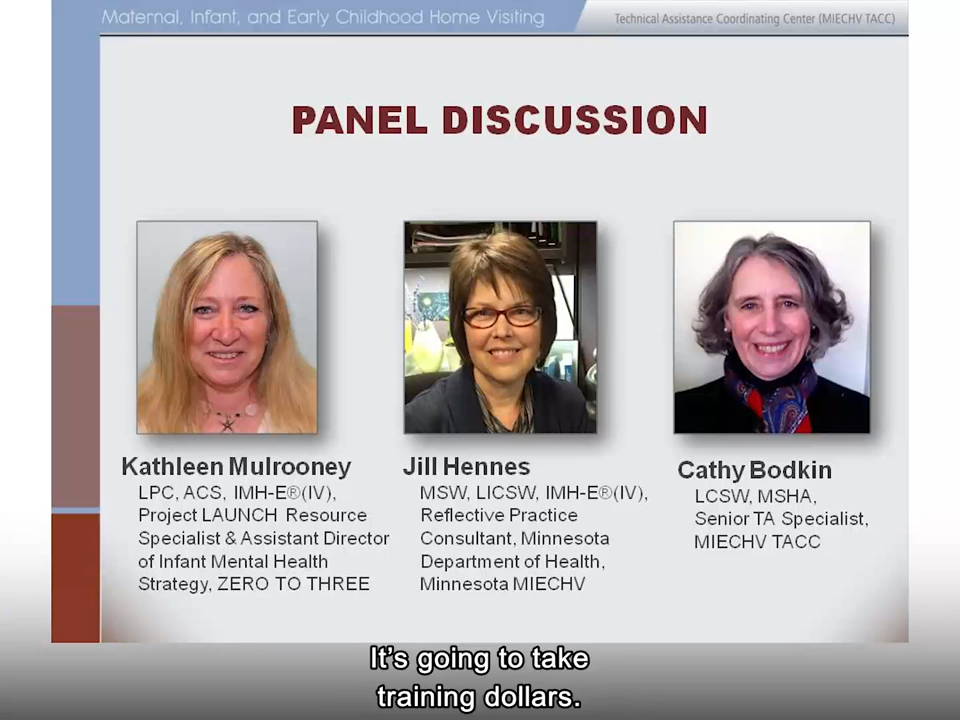 Maternal, Infant, and Early Childhood Home Visiting
Technical Assistance Coordinating Center (MIECHV TACC)
PANEL DISCUSSION
Kathleen Mulrooney
LPC, ACS, IMH-E®(IV),
Project LAUNCH Resource
Specialist & Assistant Director
of Infant Mental Health
Strategy, ZERO TO THREE
Jill Hennes
MSW, LICSW, IMH-E®(IV),
Reflective Practice
Consultant, Minnesota
Department of Health,
Minnesota MIECHV
Cathy Bodkin
LCSW, MSHA,
Senior TA Specialist,
MIECHV TACC
It's going to take
training dollars.